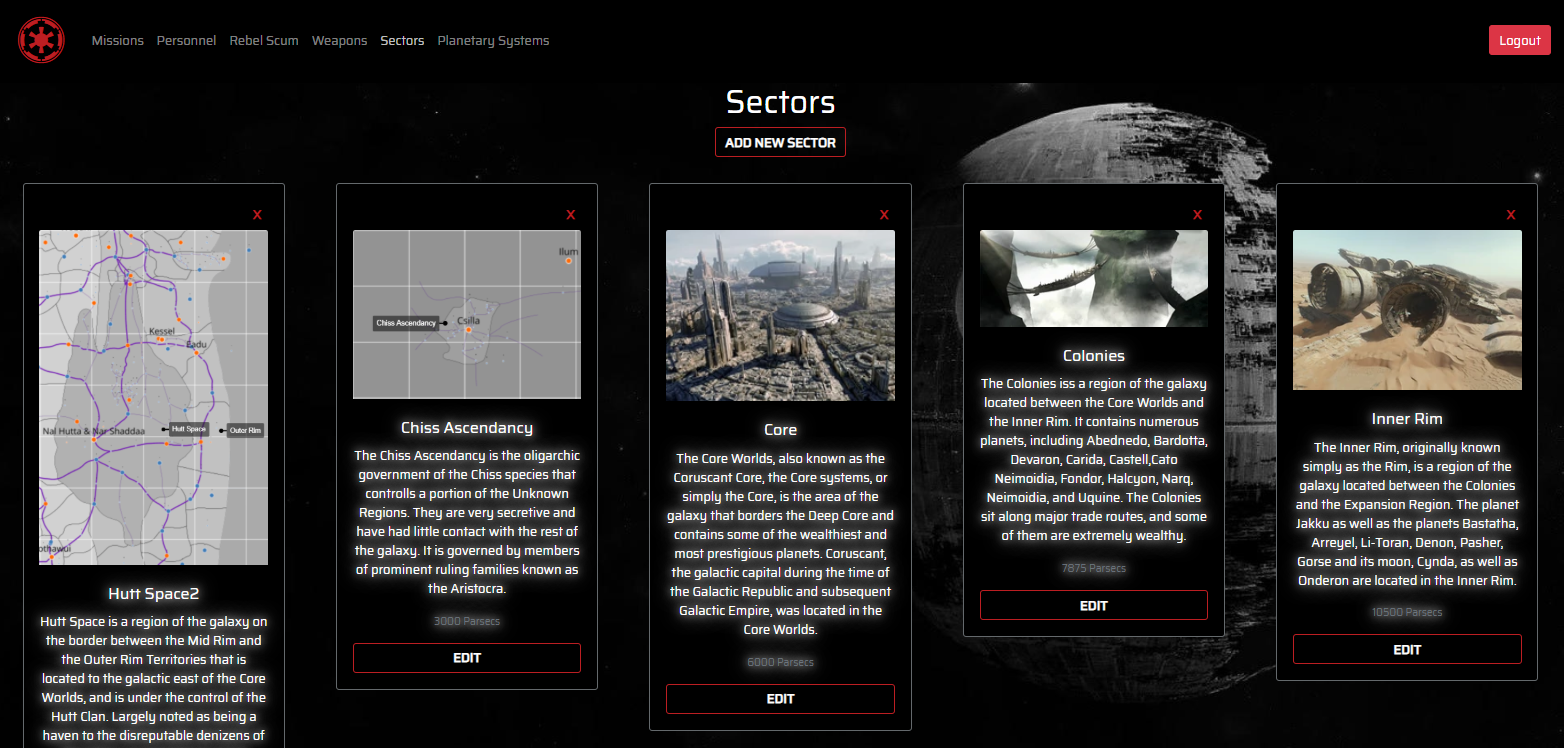 Missions Personnel Rebel Scum Weapons Sectors Planetary Systems Logout
Sectors
ADD NEW SECTOR
X
Kessel
Nal Hutta & Nar Shaddaa
Hutt Space
Outer Rim
Hutt Space2
Hutt Space is a region of the galaxy on
the border between the Mid Rim and
the Outer Rim Territories that is
located to the galactic east of the Core
Worlds, and is under the control of the
Hutt Clan. Largely noted as being a
haven to the disreputable denizens of
X
Ilum
Chiss Ascendancy
Csilla
Chiss Ascendancy
The Chiss Ascendancy is the oligarchic
government of the Chiss species that
controlls a portion of the Unknown
Regions. They are very secretive and
have had little contact with the rest of
the galaxy. It is governed by members
of prominent ruling families known as
the Aristocra.
3000 Parsecs
EDIT
X
Core
The Core Worlds, also known as the
Coruscant Core, the Core systems, or
simply the Core, is the area of the
galaxy that borders the Deep Core and
contains some of the wealthiest and
most prestigious planets. Coruscant,
the galactic capital during the time of
the Galactic Republic and subsequent
Galactic Empire, was located in the
Core Worlds.
6000 Parsecs
EDIT
X
Colonies
The Colonies iss a region of the galaxy
located between the Core Worlds and
the Inner Rim. It contains numerous
planets, including Abednedo, Bardotta,
Devaron, Carida, Castell,Cato
Neimoidia, Fondor, Halcyon, Narq,
Neimoidia, and Uquine. The Colonies
sit along major trade routes, and some
of them are extremely wealthy.
7875 Parsecs
EDIT
X
Inner Rim
The Inner Rim, originally known
simply as the Rim, is a region of the
galaxy located between the Colonies
and the Expansion Region. The planet
Jakku as well as the planets Bastatha,
Arreyel, Li-Toran, Denon, Pasher,
Gorse and its moon, Cynda, as well as
Onderon are located in the Inner Rim.
10500 Parsecs
EDIT